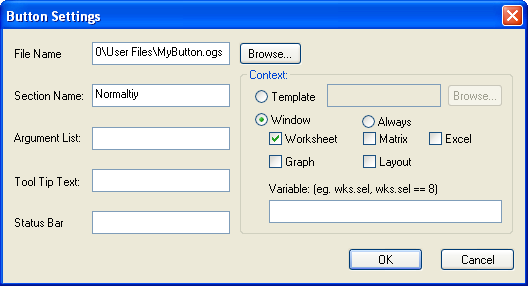 Button Settings
File Name 0\User Files\MyButton.ogs Browse...
Context:
Section Name: Normaltiy Template Browse...
Window Always
Argument List: Worksheet Matrix Excel
Graph Layout
Tool Tip Text: Variable: (eg. wks.sel, wks.sel == 8)
Status Bar
OK Cancel